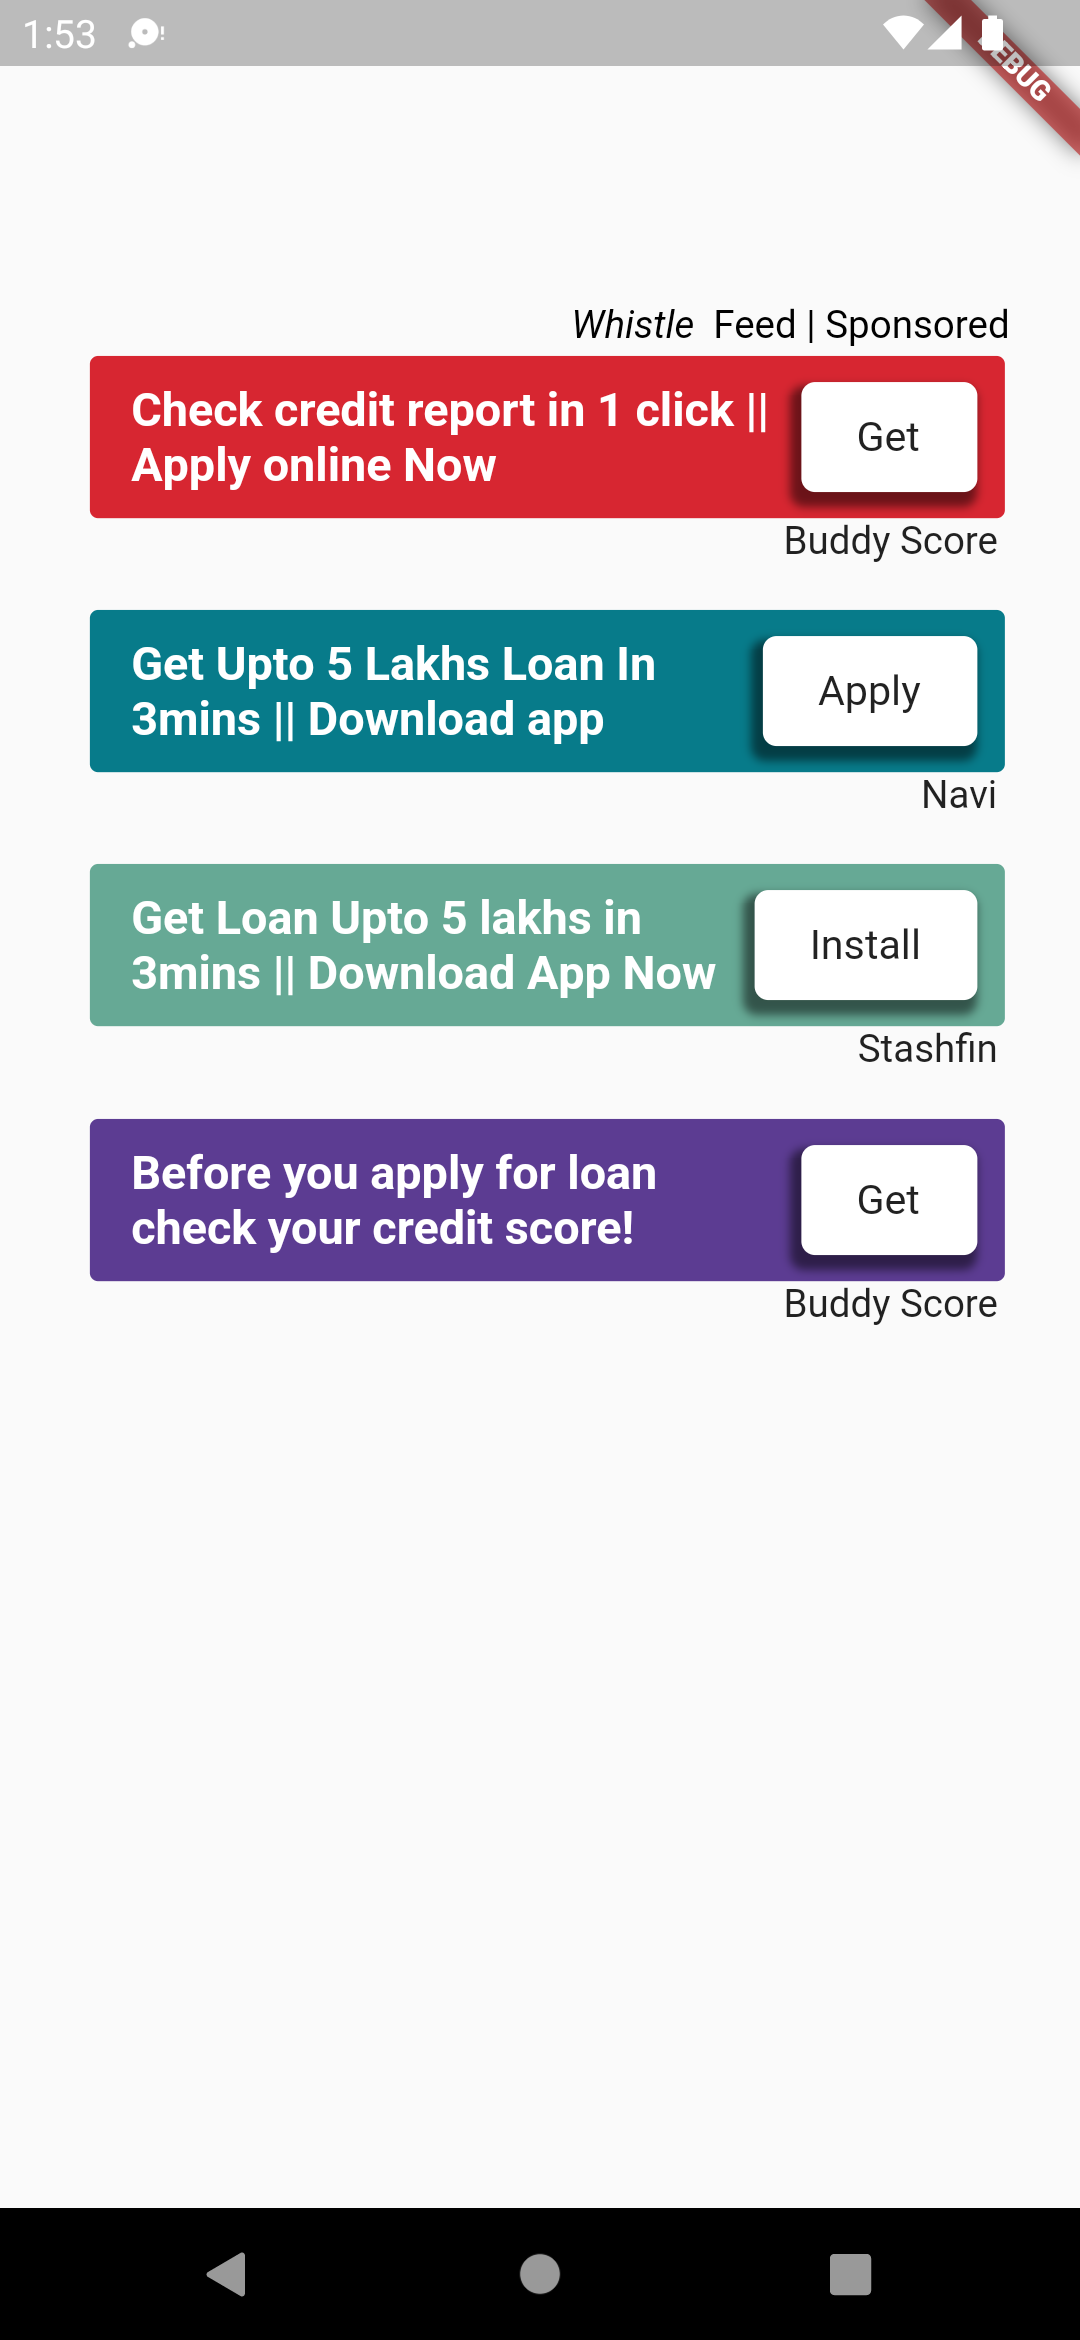 1:53
DEBUG
Whistle Feed | Sponsored
Check credit report in 1 click ||
Apply online Now
Get
Buddy Score
Get Upto 5 Lakhs Loan In
3mins || Download app
Apply
Navi
Get Loan Upto 5 lakhs in
3mins || Download App Now
Install
Stashfin
Before you apply for loan
check your credit score!
Get
Buddy Score